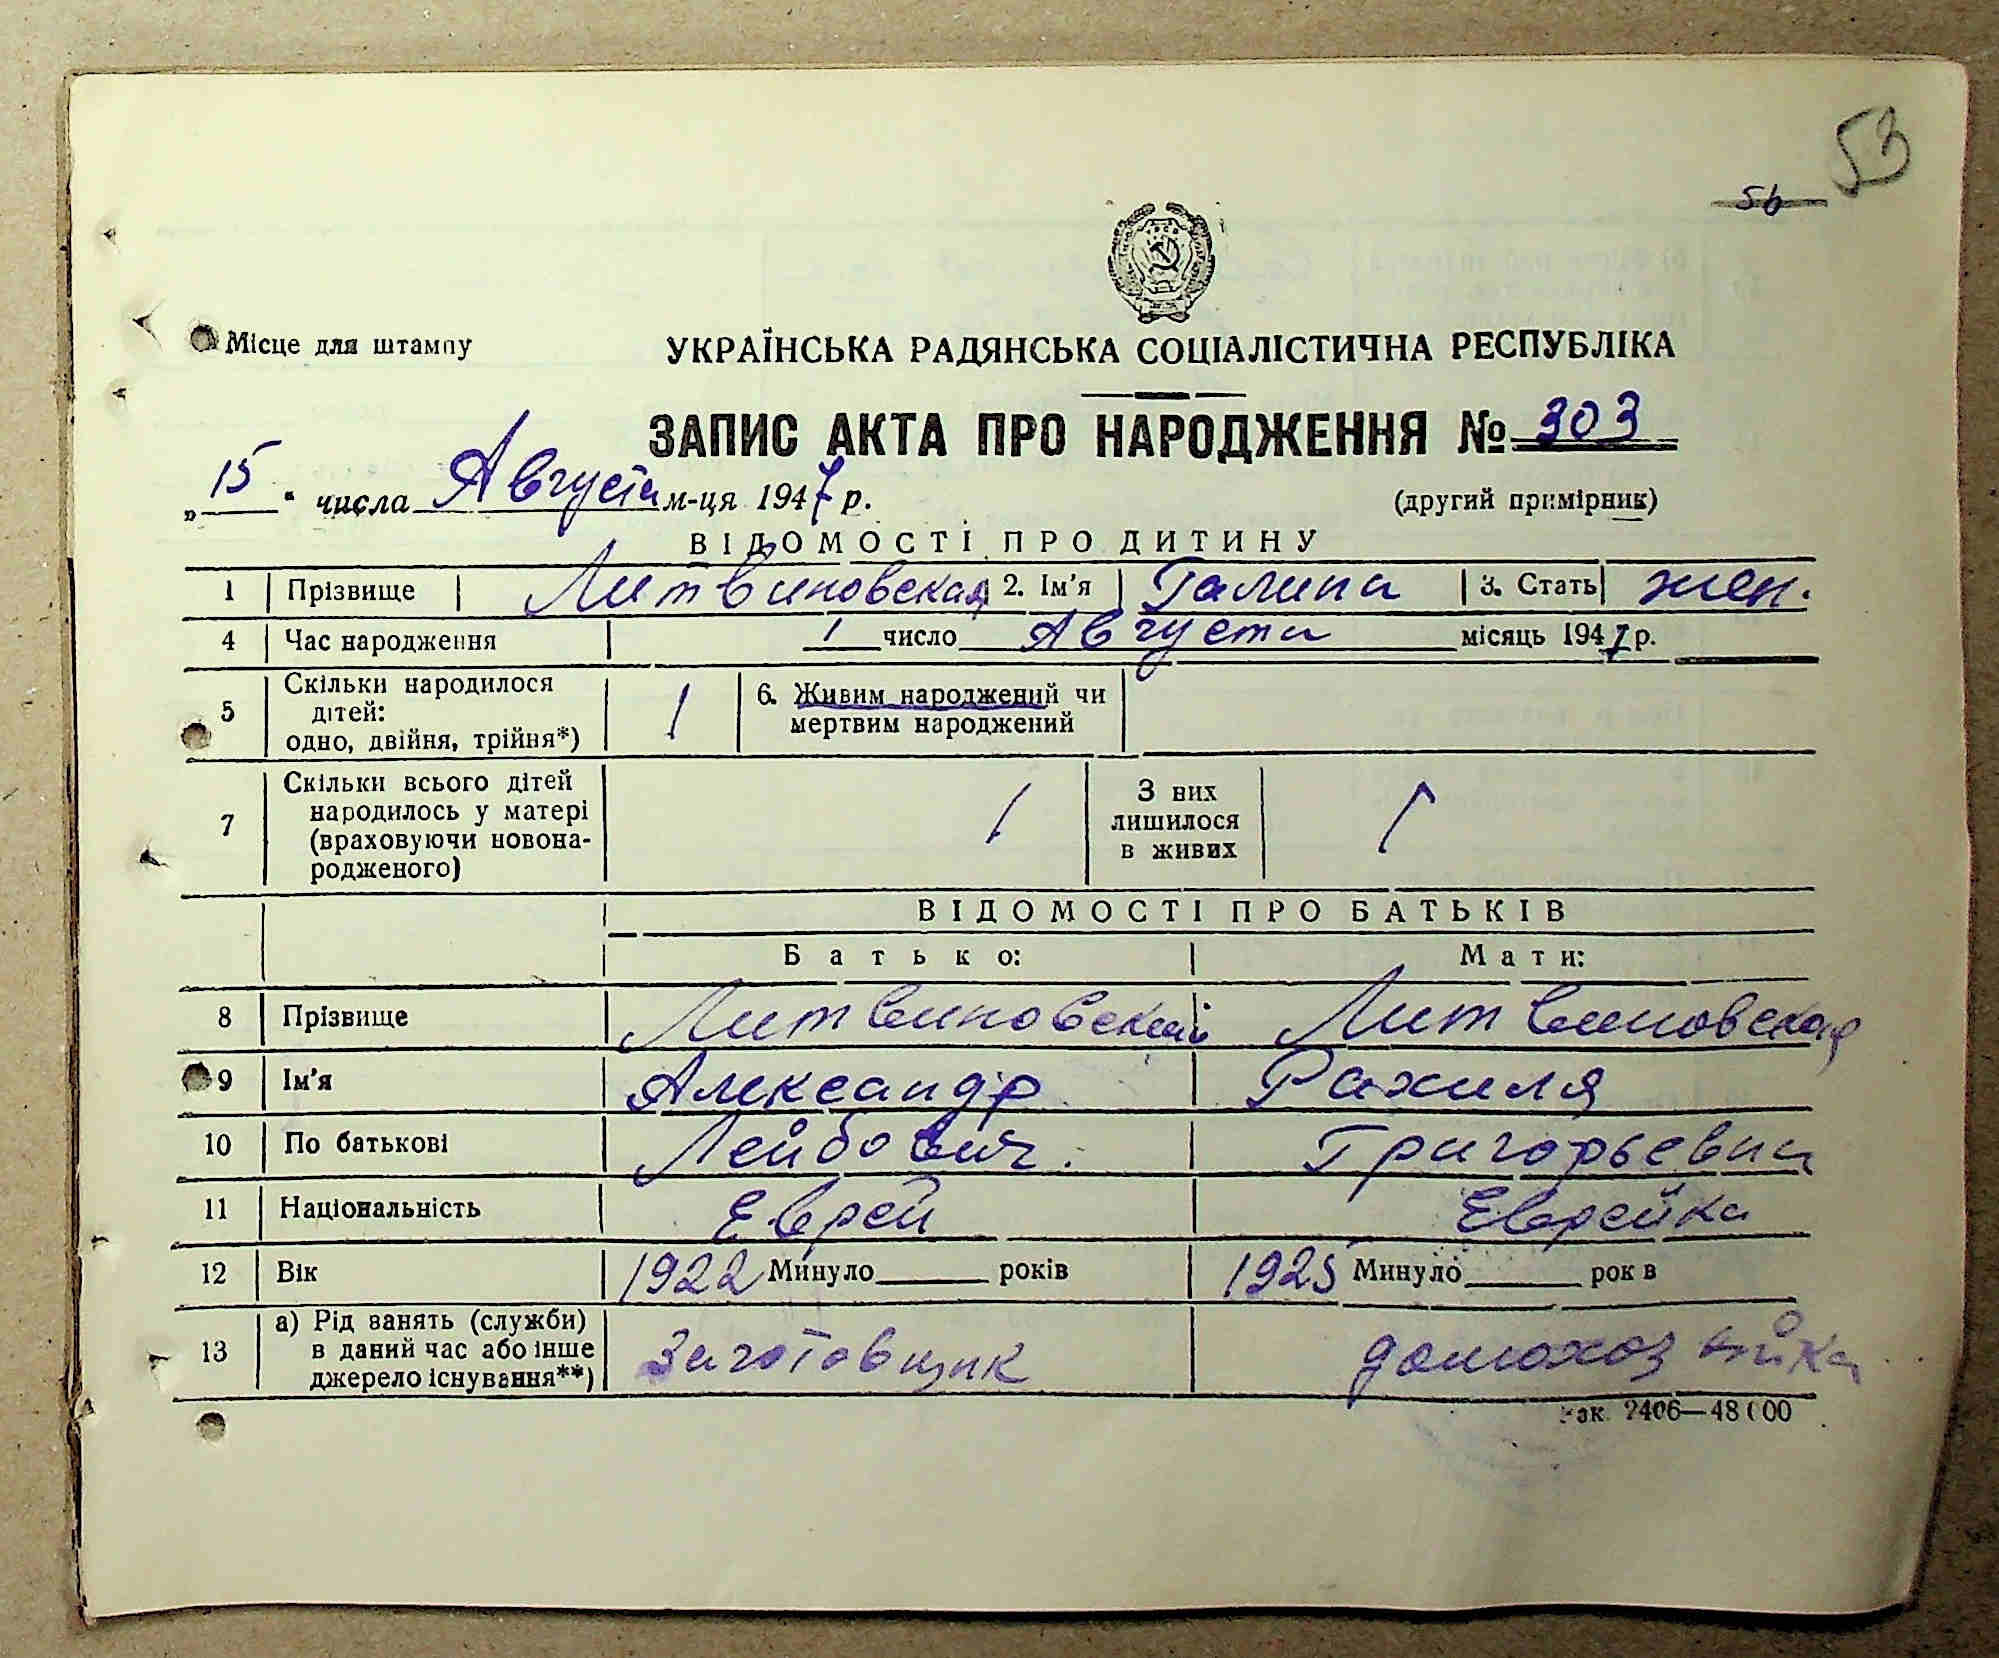 53
56
Місце для штампу
УКРАЇНСЬКА РАДЯНСЬКА СОЦІАЛІСТИЧНА РЕСПУБЛІКА
ЗАПИС АКТА ПРО НАРОДЖЕННЯ № 303
„15“ числа Августа м-ця 1947 р.
(другий примірник)
ВІДОМОСТІ ПРО ДИТИНУ
1 Прізвище Литвиновская 2. Ім'я Галина 3. Стать жен.
4 Час народження 1 число Августа місяць 1947 р.
5 Скільки народилося дітей: одно, двійня, трійня*) 1 6. Живим народжений чи мертвим народжений
7 Скільки всього дітей народилось у матері (враховуючи новонародженого) 1 З них лишилося в живих 1
ВІДОМОСТІ ПРО БАТЬКІВ
Батько: Мати:
8 Прізвище Литвиновский Литвиновская
9 Ім'я Александр Рахиля
10 По батькові Лейбович. Григорьевна
11 Національність Еврей Еврейка
12 Вік 1922 Минуло років 1925 Минуло рок в
13 а) Рід занять (служби) в даний час або інше джерело існування**) Заготовщик домохозяйка
Зак. 2406—48000